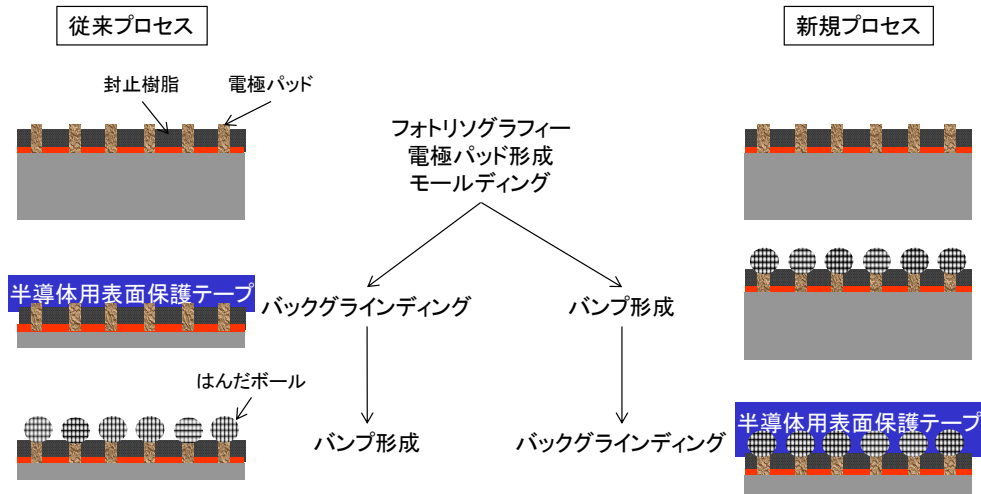 従来プロセス
新規プロセス
封止樹脂
電極パッド
フォトリソグラフィー
電極パッド形成
モールディング
半導体用表面保護テープ
バックグラインディング
バンプ形成
はんだボール
バンプ形成
バックグラインディング
半導体用表面保護テープ